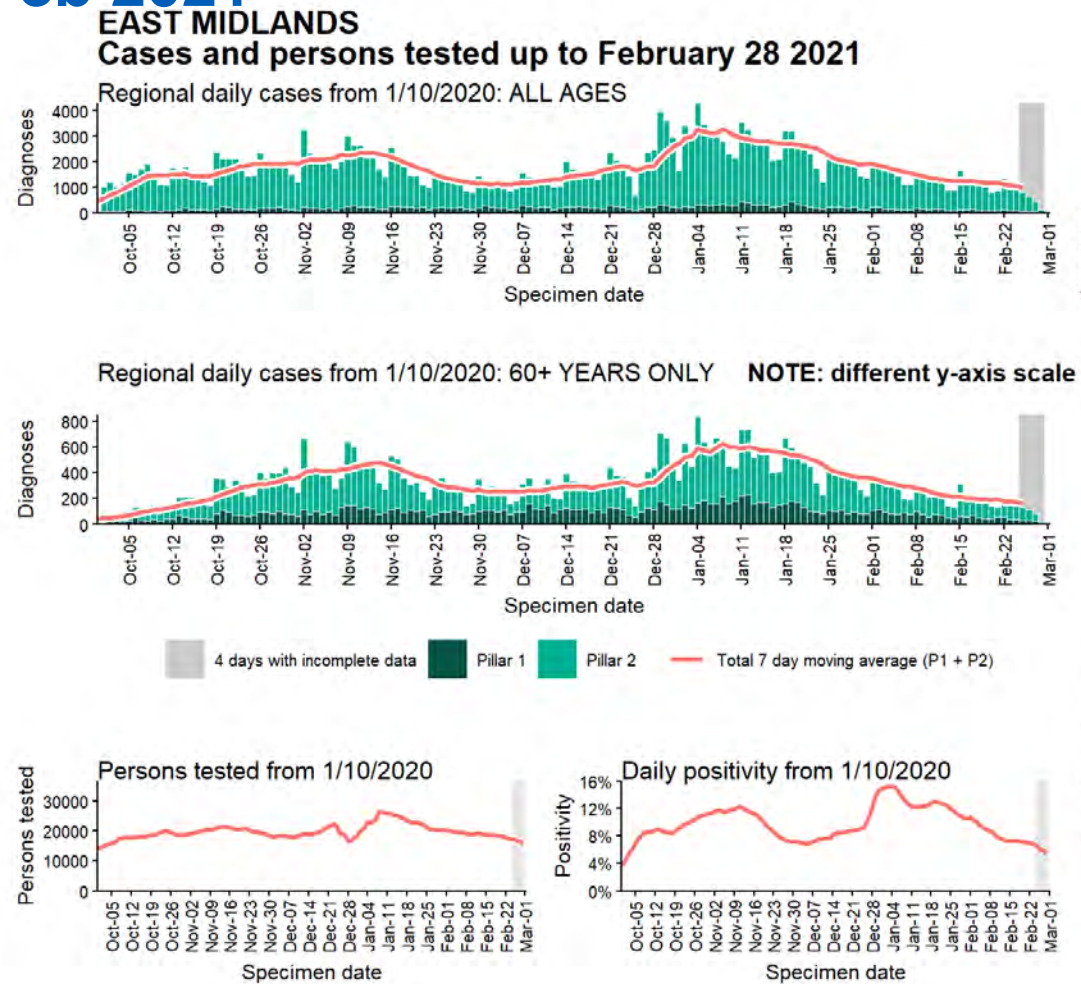 eb 2021
EAST MIDLANDS
Cases and persons tested up to February 28 2021
Regional daily cases from 1/10/2020: ALL AGES
Diagnoses
4000
3000
2000
1000
0
Oct-05 Oct-12 Oct-19 Oct-26 Nov-02 Nov-09 Nov-16 Nov-23 Nov-30 Dec-07 Dec-14 Dec-21 Dec-28 Jan-04 Jan-11 Jan-18 Jan-25 Feb-01 Feb-08 Feb-15 Feb-22 Mar-01
Specimen date
Regional daily cases from 1/10/2020: 60+ YEARS ONLY NOTE: different y-axis scale
Diagnoses
800
600
400
200
0
Oct-05 Oct-12 Oct-19 Oct-26 Nov-02 Nov-09 Nov-16 Nov-23 Nov-30 Dec-07 Dec-14 Dec-21 Dec-28 Jan-04 Jan-11 Jan-18 Jan-25 Feb-01 Feb-08 Feb-15 Feb-22 Mar-01
Specimen date
4 days with incomplete data Pillar 1 Pillar 2 Total 7 day moving average (P1 + P2)
Persons tested from 1/10/2020
Persons tested
30000
20000
10000
0
Oct-05 Oct-12 Oct-19 Oct-26 Nov-02 Nov-09 Nov-16 Nov-23 Nov-30 Dec-07 Dec-14 Dec-21 Dec-28 Jan-04 Jan-11 Jan-18 Jan-25 Feb-01 Feb-08 Feb-15 Feb-22 Mar-01
Specimen date
Daily positivity from 1/10/2020
Positivity
16%
12%
8%
4%
0%
Oct-05 Oct-12 Oct-19 Oct-26 Nov-02 Nov-09 Nov-16 Nov-23 Nov-30 Dec-07 Dec-14 Dec-21 Dec-28 Jan-04 Jan-11 Jan-18 Jan-25 Feb-01 Feb-08 Feb-15 Feb-22 Mar-01
Specimen date